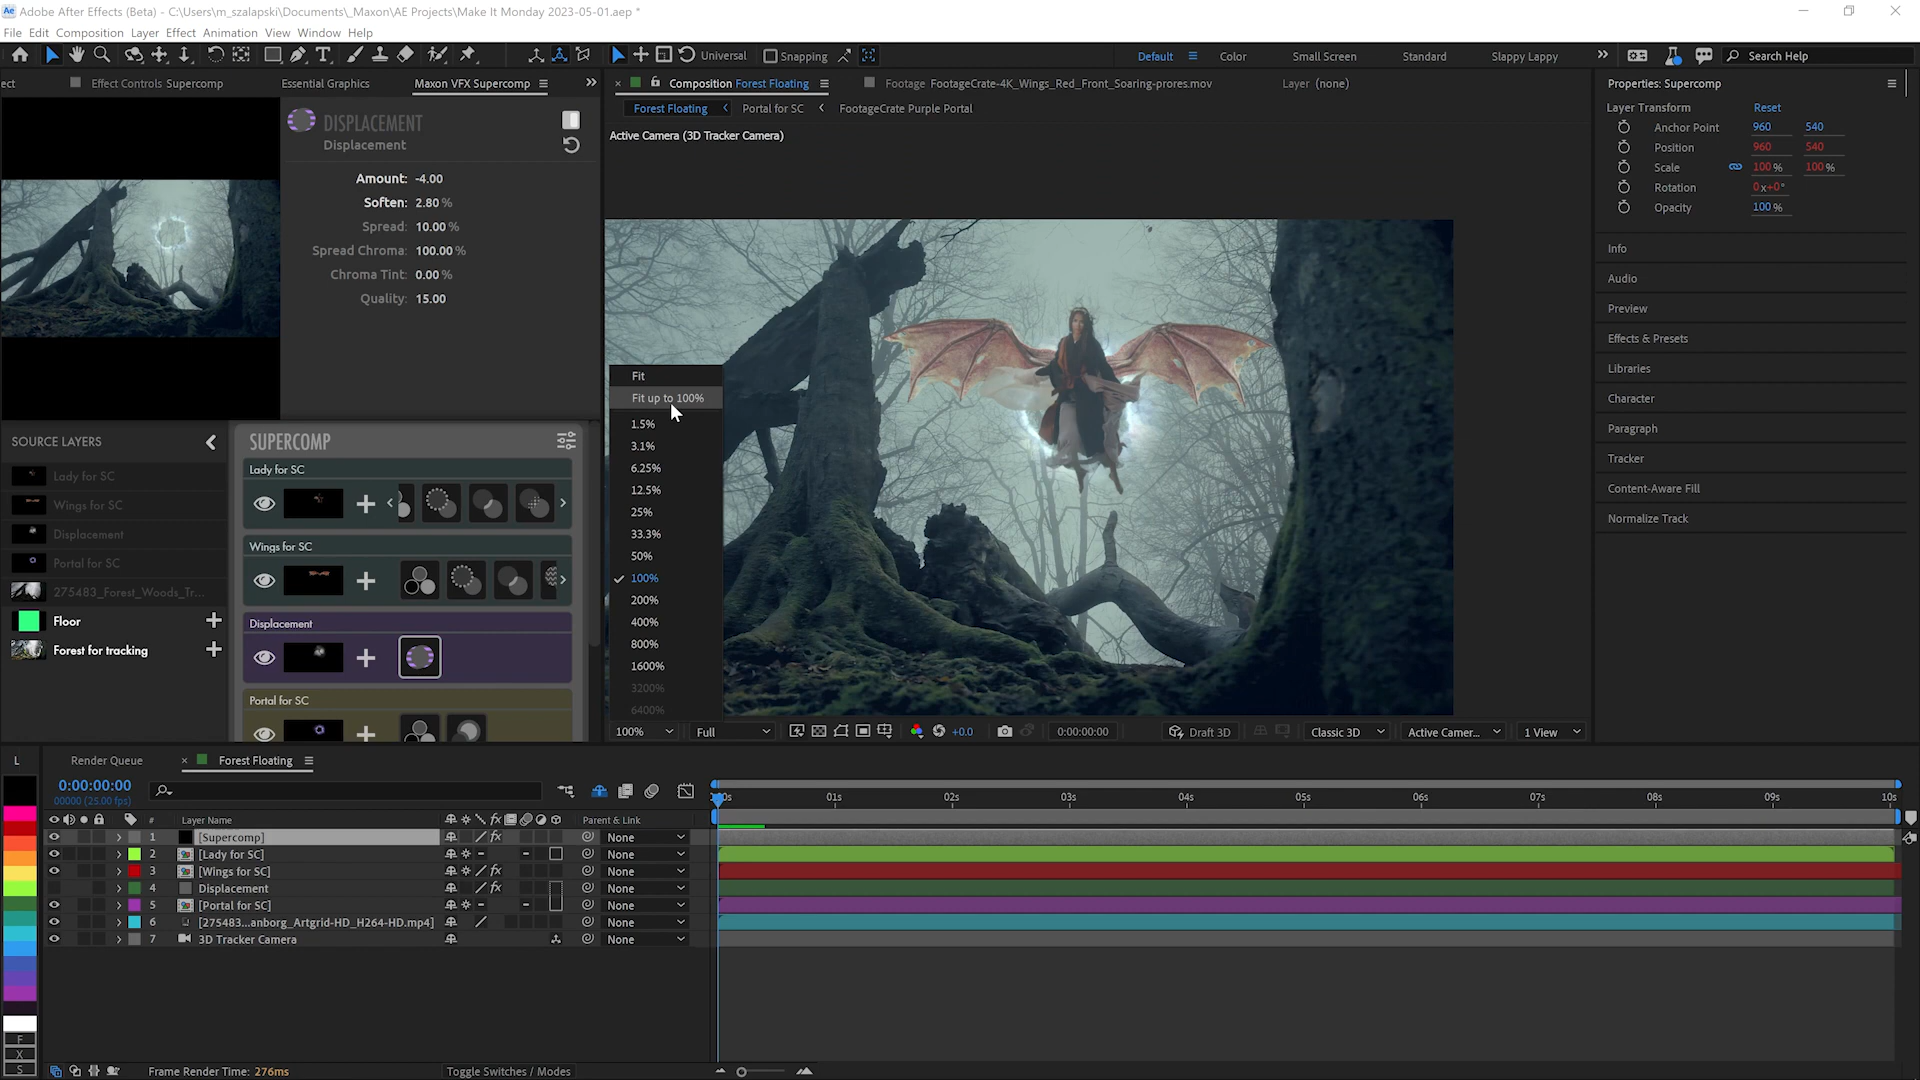 Ae Adobe After Effects (Beta) - C:\Users\m_szalapski\Documents\_Maxon\AE Projects\Make It Monday 2023-05-01.aep *
File Edit Composition Layer Effect Animation View Window Help
Universal Snapping Default Color Small Screen Standard Slappy Lappy Search Help
ect Effect Controls Supercomp Essential Graphics Maxon VFX Supercomp
DISPLACEMENT
Displacement
Amount: -4.00
Soften: 2.80 %
Spread: 10.00 %
Spread Chroma: 100.00 %
Chroma Tint: 0.00 %
Quality: 15.00
SOURCE LAYERS
Lady for SC
Wings for SC
Displacement
Portal for SC
275483_Forest_Woods_Tr...
Floor
Forest for tracking
SUPERCOMP
Lady for SC
Wings for SC
Displacement
Portal for SC
Composition Forest Floating Footage FootageCrate-4K_Wings_Red_Front_Soaring-prores.mov Layer (none)
Forest Floating Portal for SC FootageCrate Purple Portal
Active Camera (3D Tracker Camera)
Fit
Fit up to 100%
1.5%
3.1%
6.25%
12.5%
25%
33.3%
50%
100%
200%
400%
800%
1600%
3200%
6400%
100% Full +0.0 0:00:00:00 Draft 3D Classic 3D Active Camer... 1 View
Properties: Supercomp
Layer Transform Reset
Anchor Point 960 540
Position 960 540
Scale 100 % 100 %
Rotation 0x+0°
Opacity 100 %
Info
Audio
Preview
Effects & Presets
Libraries
Character
Paragraph
Tracker
Content-Aware Fill
Normalize Track
L Render Queue × Forest Floating
0:00:00:00
00000 (25.00 fps)
01s 02s 03s 04s 05s 06s 07s 08s 09s 10s
# Layer Name fx Parent & Link
1 [Supercomp] fx None
2 [Lady for SC] None
3 [Wings for SC] fx None
4 Displacement fx None
5 [Portal for SC] None
6 [275483...anborg_Artgrid-HD_H264-HD.mp4] None
7 3D Tracker Camera None
F
X
S
Frame Render Time: 276ms Toggle Switches / Modes